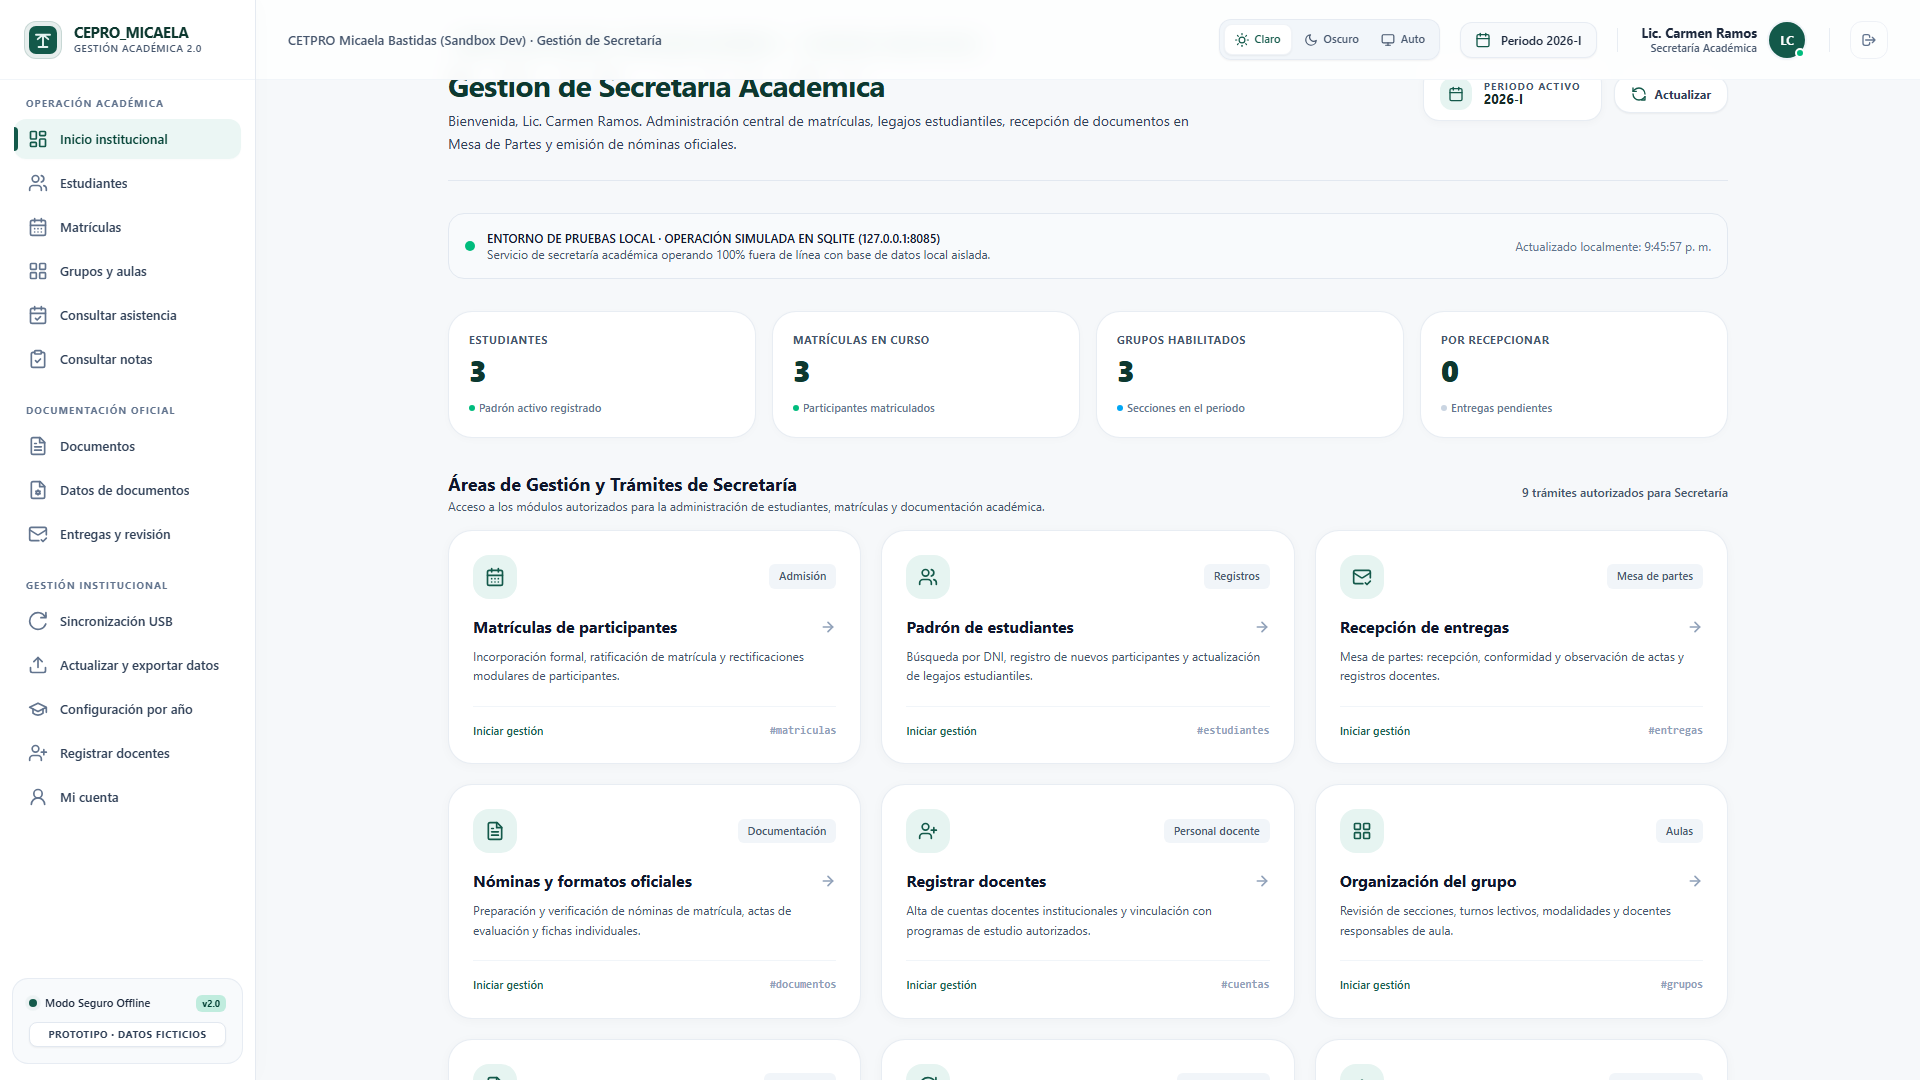 CEPRO_MICAELA
GESTIÓN ACADÉMICA 2.0
OPERACIÓN ACADÉMICA
Inicio institucional
Estudiantes
Matrículas
Grupos y aulas
Consultar asistencia
Consultar notas
DOCUMENTACIÓN OFICIAL
Documentos
Datos de documentos
Entregas y revisión
GESTIÓN INSTITUCIONAL
Sincronización USB
Actualizar y exportar datos
Configuración por año
Registrar docentes
Mi cuenta
Modo Seguro Offline
v2.0
PROTOTIPO · DATOS FICTICIOS
CETPRO Micaela Bastidas (Sandbox Dev) · Gestión de Secretaría
Claro
Oscuro
Auto
Periodo 2026-I
Lic. Carmen Ramos
Secretaría Académica
LC
Gestión de Secretaría Académica
Bienvenida, Lic. Carmen Ramos. Administración central de matrículas, legajos estudiantiles, recepción de documentos en
Mesa de Partes y emisión de nóminas oficiales.
PERIODO ACTIVO
2026-I
Actualizar
ENTORNO DE PRUEBAS LOCAL · OPERACIÓN SIMULADA EN SQLITE (127.0.0.1:8085)
Servicio de secretaría académica operando 100% fuera de línea con base de datos local aislada.
Actualizado localmente: 9:45:57 p. m.
ESTUDIANTES
3
Padrón activo registrado
MATRÍCULAS EN CURSO
3
Participantes matriculados
GRUPOS HABILITADOS
3
Secciones en el periodo
POR RECEPCIONAR
0
Entregas pendientes
Áreas de Gestión y Trámites de Secretaría
Acceso a los módulos autorizados para la administración de estudiantes, matrículas y documentación académica.
9 trámites autorizados para Secretaría
Admisión
Matrículas de participantes
Incorporación formal, ratificación de matrícula y rectificaciones
modulares de participantes.
Iniciar gestión
#matriculas
Registros
Padrón de estudiantes
Búsqueda por DNI, registro de nuevos participantes y actualización
de legajos estudiantiles.
Iniciar gestión
#estudiantes
Mesa de partes
Recepción de entregas
Mesa de partes: recepción, conformidad y observación de actas y
registros docentes.
Iniciar gestión
#entregas
Documentación
Nóminas y formatos oficiales
Preparación y verificación de nóminas de matrícula, actas de
evaluación y fichas individuales.
Iniciar gestión
#documentos
Personal docente
Registrar docentes
Alta de cuentas docentes institucionales y vinculación con
programas de estudio autorizados.
Iniciar gestión
#cuentas
Aulas
Organización del grupo
Revisión de secciones, turnos lectivos, modalidades y docentes
responsables de aula.
Iniciar gestión
#grupos